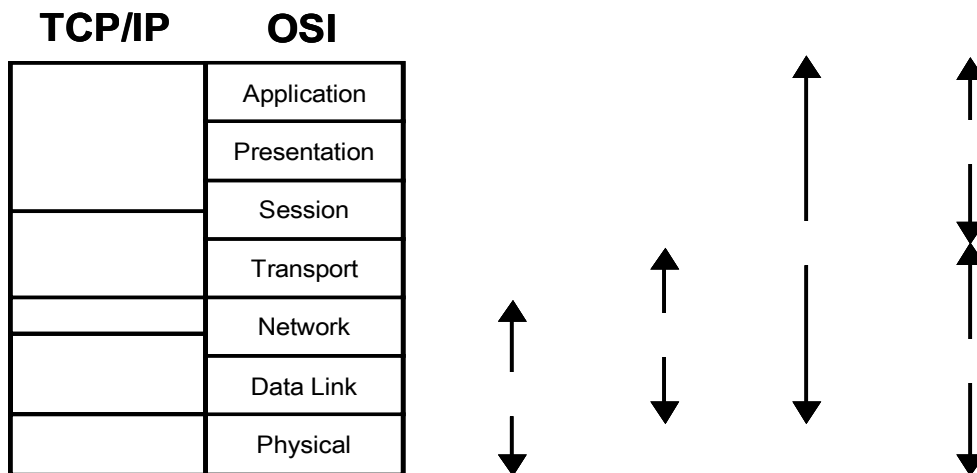 TCP/IP OSI
Application
Presentation
Session
Transport
Network
Data Link
Physical